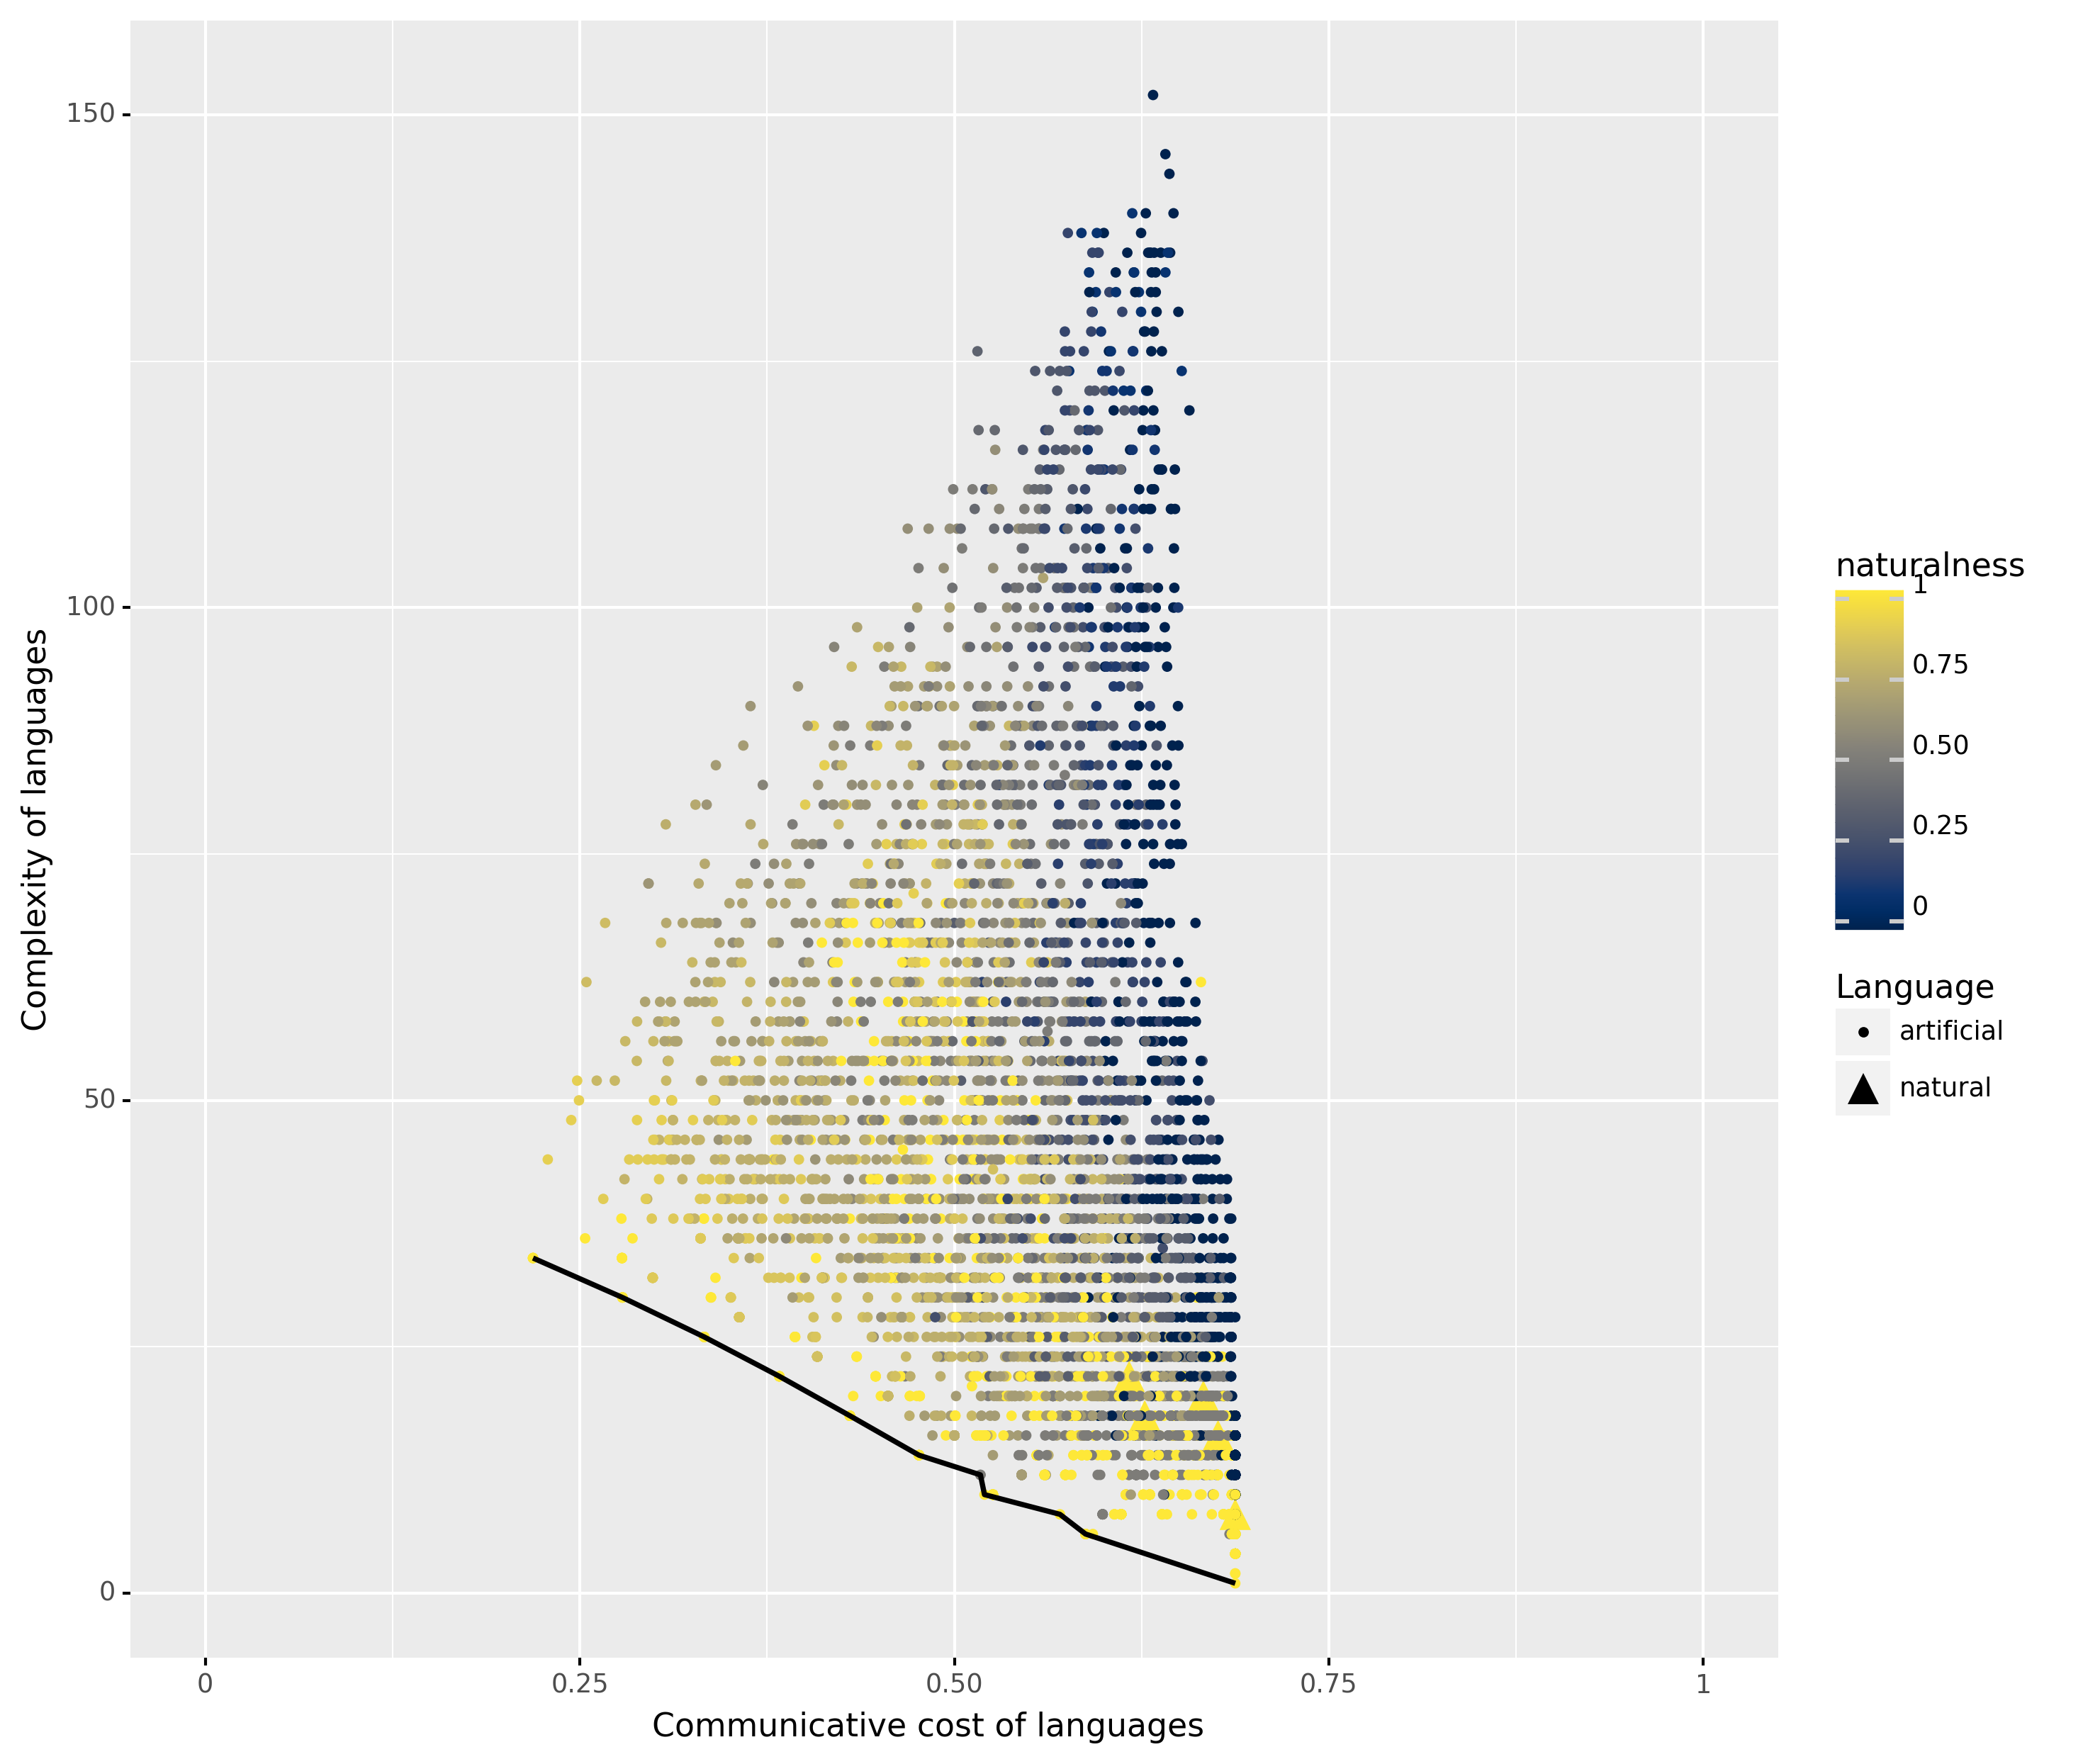 150
100
50
0
0
0.25
0.50
0.75
1
Communicative cost of languages
Complexity of languages
naturalness
1
0.75
0.50
0.25
0
Language
artificial
natural